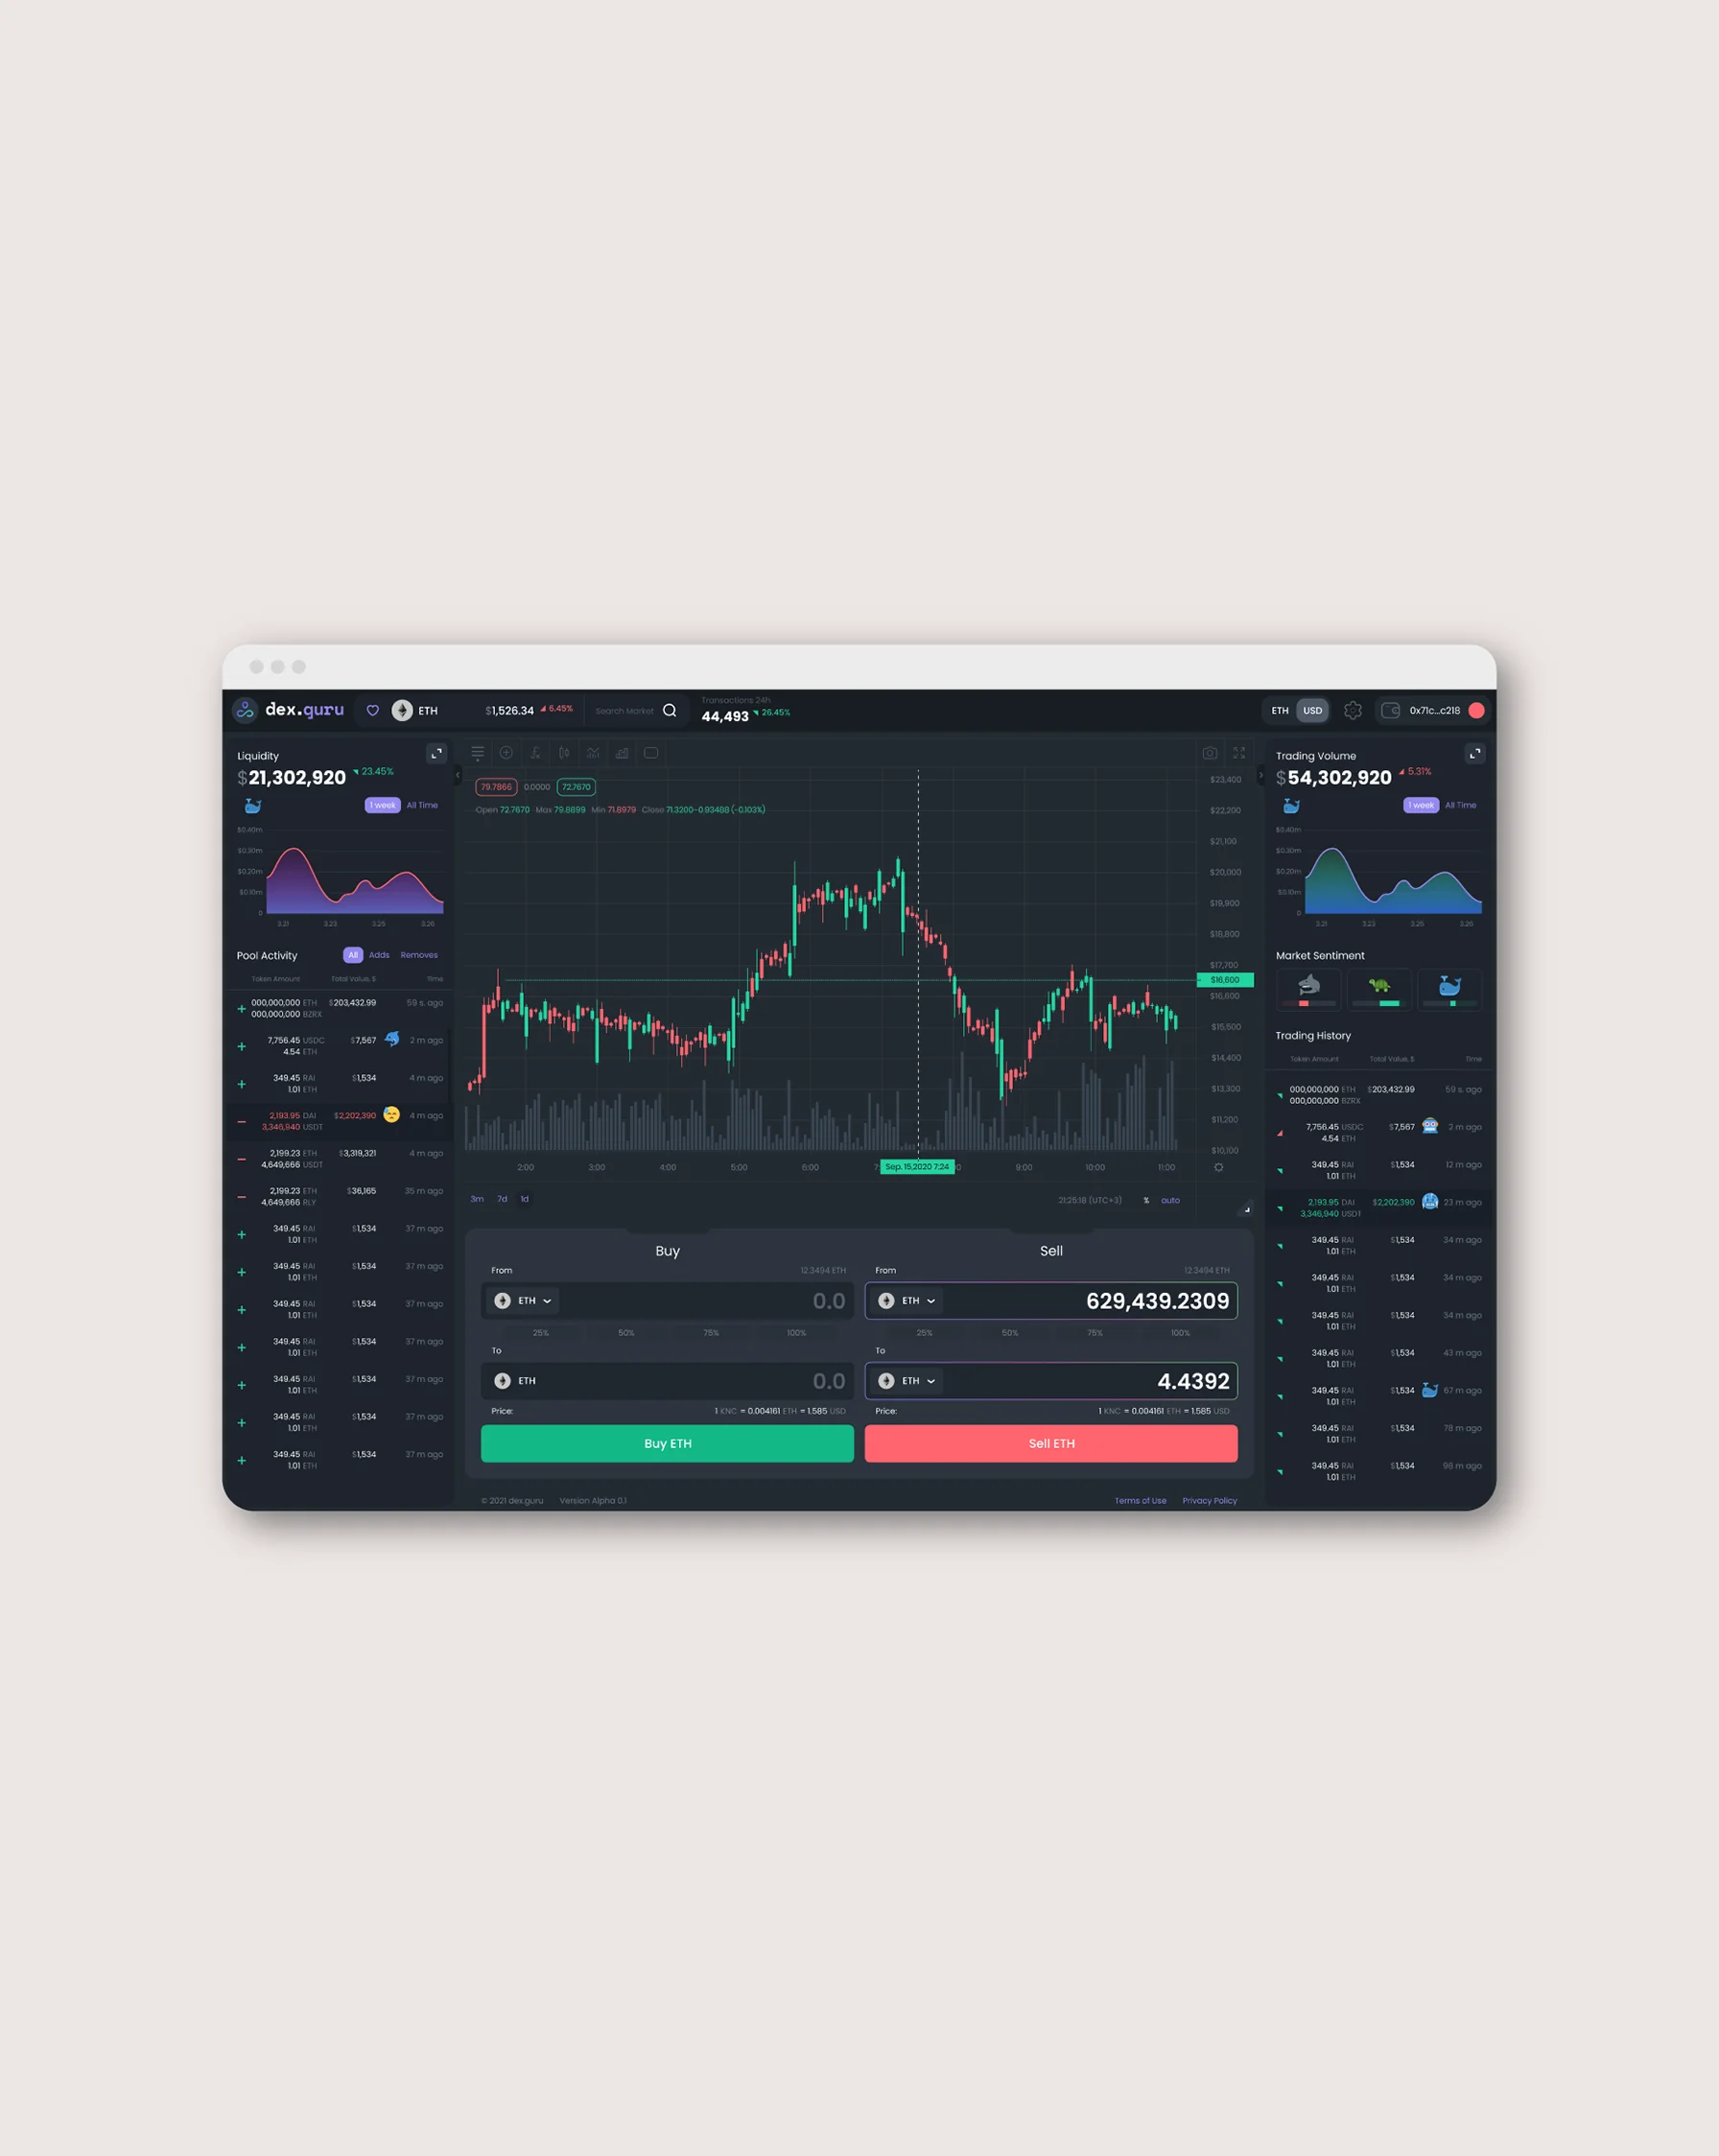 dex.guru
ETH
$1,526.34 6,45%
Search Market
Transactions 24h
44,493 26.45%
ETH USD
0x71c...c218
Liquidity
$21,302,920 23.45%
1 week All Time
$0.40m
$0.30m
$0.20m
$0.10m
0
3.21 3.23 3.25 3.26
Pool Activity
All Adds Removes
Token Amount Total Value, $ Time
000,000,000 ETH $203,432.99 59 s. ago
000,000,000 BZRX
7,756.45 USDC $7,567 2 m ago
4.54 ETH
349.45 RAI $1,534 4 m ago
1.01 ETH
2,193.95 DAI $2,202,390 4 m ago
3,346,940 USDT
2,199.23 ETH $3,319,321 4 m ago
4,649,666 USDT
2,199.23 ETH $36,165 35 m ago
4,649,666 RLY
349.45 RAI $1,534 37 m ago
1.01 ETH
349.45 RAI $1,534 37 m ago
1.01 ETH
349.45 RAI $1,534 37 m ago
1.01 ETH
349.45 RAI $1,534 37 m ago
1.01 ETH
349.45 RAI $1,534 37 m ago
1.01 ETH
349.45 RAI $1,534 37 m ago
1.01 ETH
349.45 RAI $1,534 37 m ago
1.01 ETH
79.7866 0.0000 72.7670
Open 72.7670 Max 79.8899 Min 71.8979 Close 71.3200-0.93468 (-0.103%)
$23,400
$22,200
$21,100
$20,000
$19,900
$18,800
$17,700
$16,600
$16,600
$15,500
$14,400
$13,300
$11,200
$10,100
2:00 3:00 4:00 5:00 6:00 Sep. 15,2020 7:24 9:00 10:00 11:00
3m 7d 1d
21:25:18 (UTC+3) % auto
Buy
From 12.3494 ETH
ETH 0.0
25% 50% 75% 100%
To
ETH 0.0
Price: 1 KNC = 0.004161 ETH = 1.585 USD
Buy ETH
Sell
From 12.3494 ETH
ETH 629,439.2309
25% 50% 75% 100%
To
ETH 4.4392
Price: 1 KNC = 0.004161 ETH = 1.585 USD
Sell ETH
© 2021 dex.guru Version Alpha 0.1
Terms of Use Privacy Policy
Trading Volume
$54,302,920 5.31%
1 week All Time
$0.40m
$0.30m
$0.20m
$0.10m
0
3.21 3.23 3.25 3.26
Market Sentiment
Trading History
Token Amount Total Value, $ Time
000,000,000 ETH $203,432.99 59 s. ago
000,000,000 BZRX
7,756.45 USDC $7,567 2 m ago
4.54 ETH
349.45 RAI $1,534 12 m ago
1.01 ETH
2,193.95 DAI $2,202,390 23 m ago
3,346,940 USDT
349.45 RAI $1,534 34 m ago
1.01 ETH
349.45 RAI $1,534 34 m ago
1.01 ETH
349.45 RAI $1,534 34 m ago
1.01 ETH
349.45 RAI $1,534 43 m ago
1.01 ETH
349.45 RAI $1,534 67 m ago
1.01 ETH
349.45 RAI $1,534 78 m ago
1.01 ETH
349.45 RAI $1,534 98 m ago
1.01 ETH